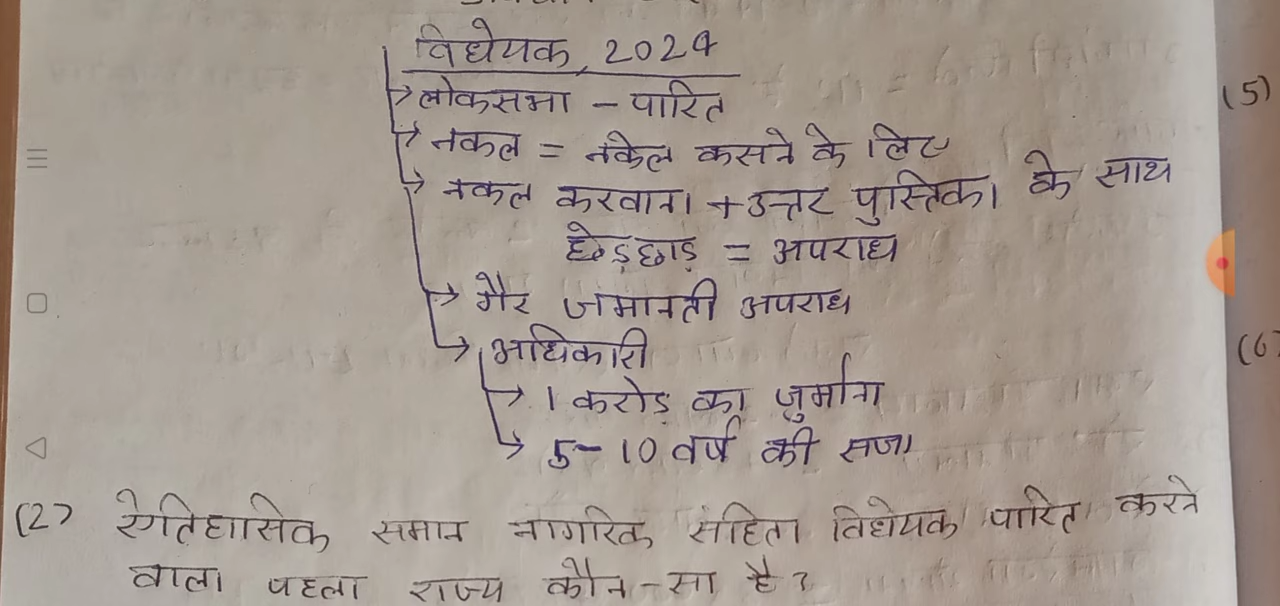 विधेयक, 2024
→ लोकसभा - पारित
→ नकल = नकेल कसने के लिए
→ नकल करवाना + उत्तर पुस्तिका के साथ
छेड़छाड़ = अपराध
→ गैर जमानती अपराध
→ अधिकारी
→ 1 करोड़ का जुर्माना
→ 5-10 वर्ष की सजा
(2) ऐतिहासिक समान नागरिक संहिता विधेयक पारित करने
वाला पहला राज्य कौन-सा है?
(5)
(6)